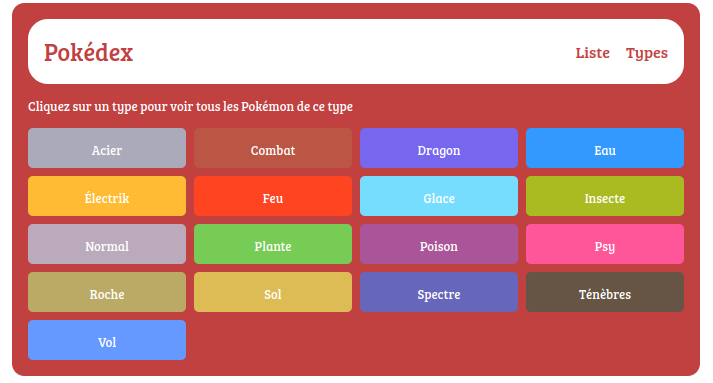 Pokédex
Liste Types
Cliquez sur un type pour voir tous les Pokémon de ce type
Acier Combat Dragon Eau
Électrik Feu Glace Insecte
Normal Plante Poison Psy
Roche Sol Spectre Ténèbres
Vol